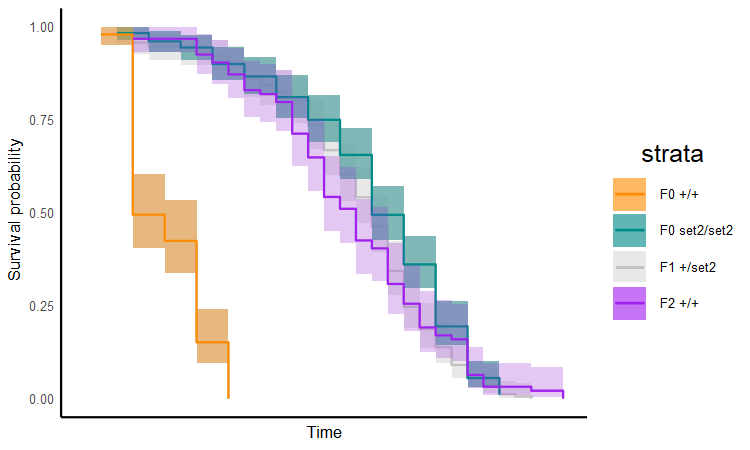 1.00
0.75
0.50
0.25
0.00
Survival probability
Time
strata
F0 +/+
F0 set2/set2
F1 +/set2
F2 +/+